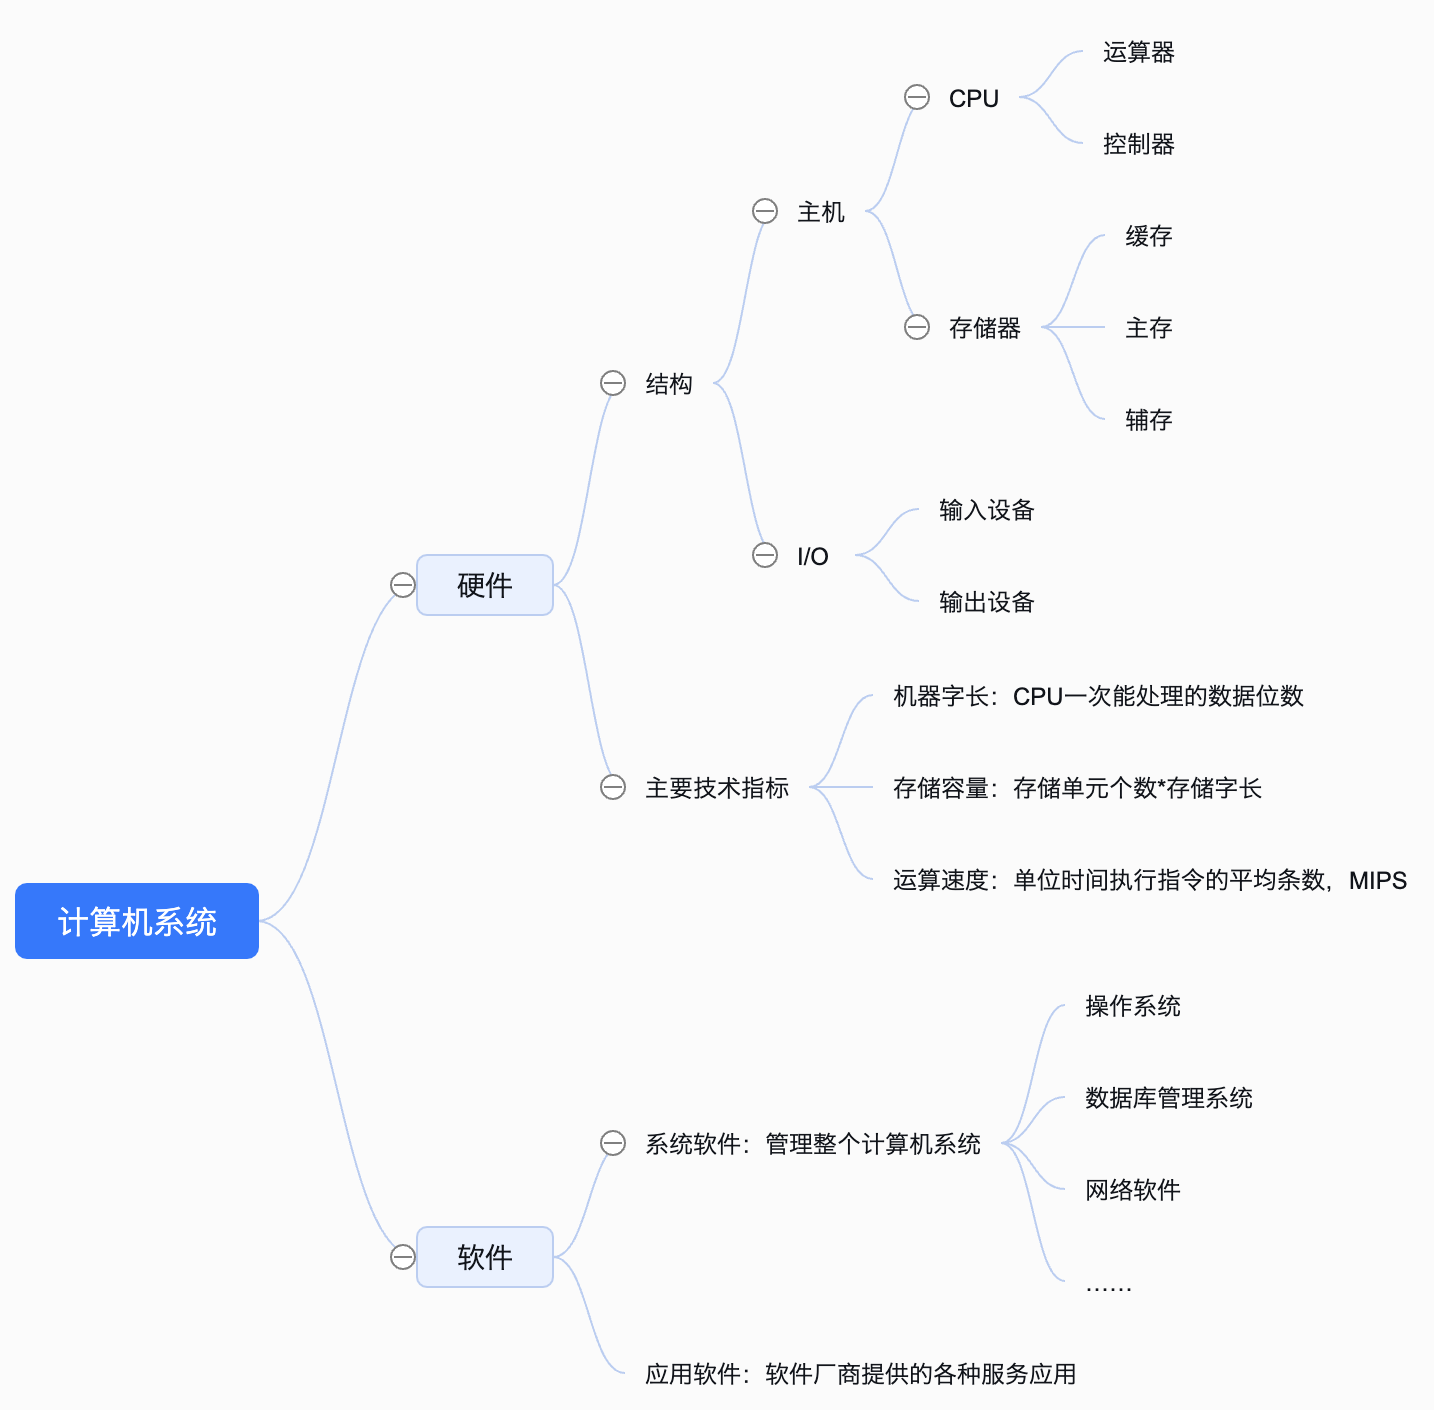 运算器
CPU
控制器
主机
缓存
存储器
主存
结构
辅存
输入设备
I/O
硬件
输出设备
机器字长：CPU一次能处理的数据位数
主要技术指标
存储容量：存储单元个数*存储字长
运算速度：单位时间执行指令的平均条数，MIPS
计算机系统
操作系统
数据库管理系统
系统软件：管理整个计算机系统
网络软件
软件
……
应用软件：软件厂商提供的各种服务应用